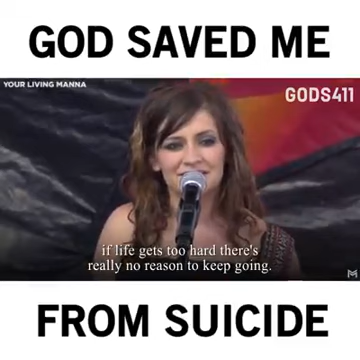 GOD SAVED ME
YOUR LIVING MANNA
GODS411
if life gets too hard there's
really no reason to keep going.
FROM SUICIDE